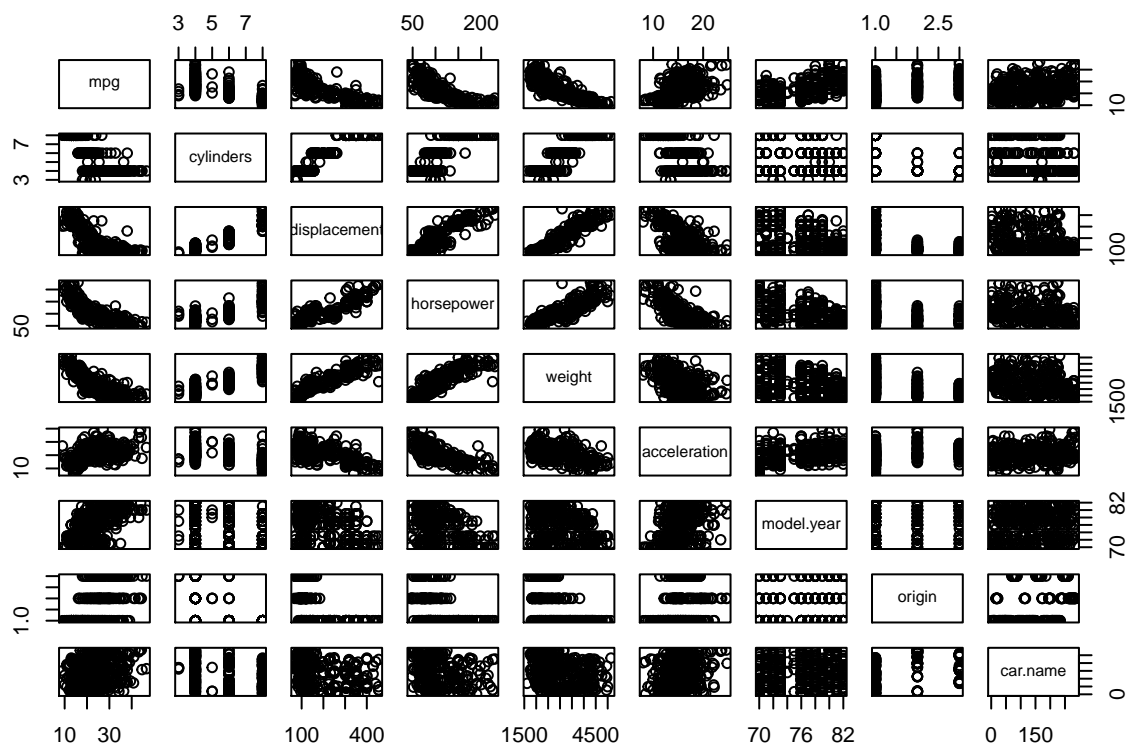 3 5 7
50 200
10 20
1.0 2.5
mpg
10
3 7
cylinders
displacement
100
50
horsepower
weight
1500
10
acceleration
model.year
70 82
1.0
origin
car.name
0
10 30
100 400
1500 4500
70 76 82
0 150